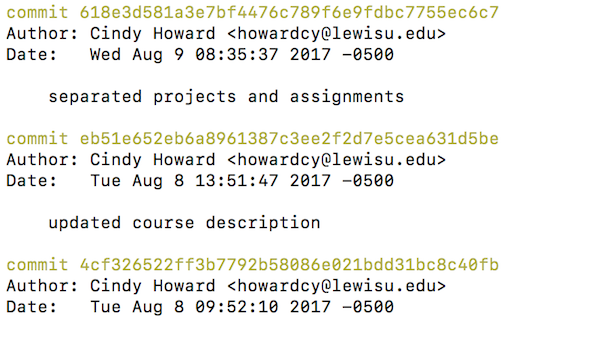 commit 618e3d581a3e7bf4476c789f6e9fdbc7755ec6c7
Author: Cindy Howard <howardcy@lewisu.edu>
Date:   Wed Aug 9 08:35:37 2017 -0500
    separated projects and assignments
commit eb51e652eb6a8961387c3ee2f2d7e5cea631d5be
Author: Cindy Howard <howardcy@lewisu.edu>
Date:   Tue Aug 8 13:51:47 2017 -0500
    updated course description
commit 4cf326522ff3b7792b58086e021bdd31bc8c40fb
Author: Cindy Howard <howardcy@lewisu.edu>
Date:   Tue Aug 8 09:52:10 2017 -0500